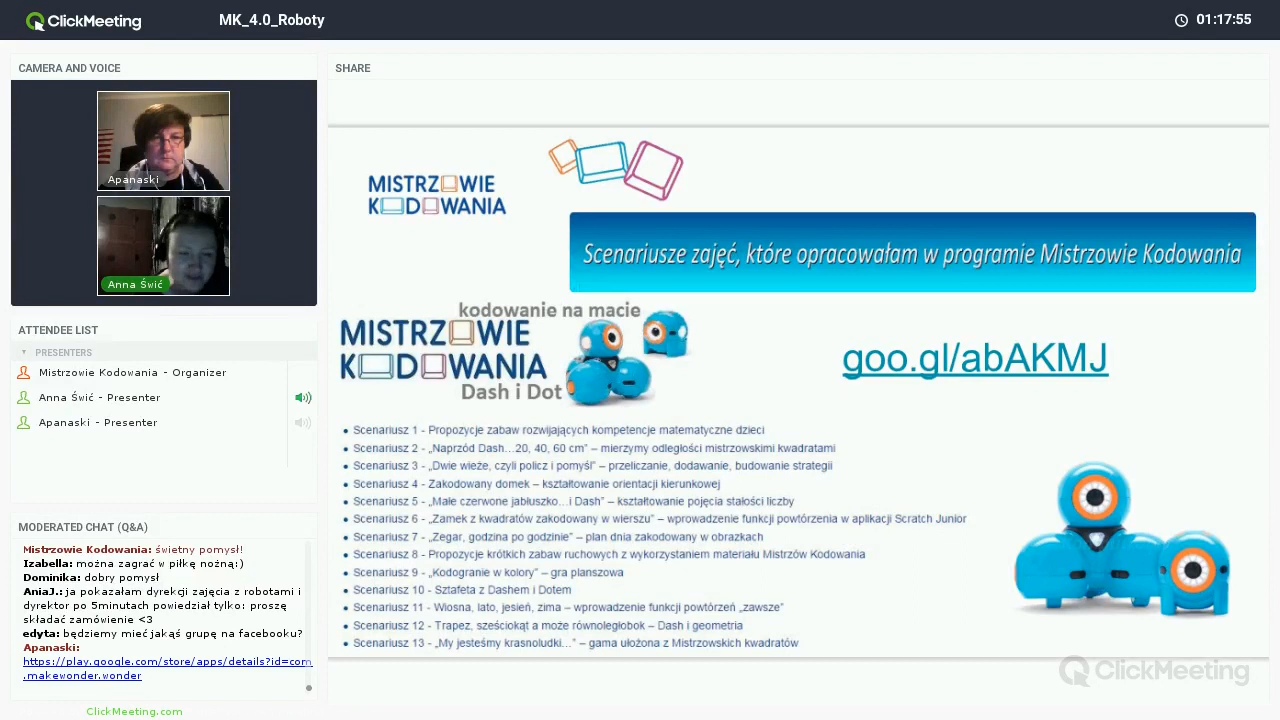 ClickMeeting
MK_4.0_Roboty
01:17:55
CAMERA AND VOICE
Apanaski
Anna Świć
ATTENDEE LIST
PRESENTERS
Mistrzowie Kodowania - Organizer
Anna Świć - Presenter
Apanaski - Presenter
MODERATED CHAT (Q&A)
Mistrzowie Kodowania: świetny pomysł!
Izabella: można zagrać w piłkę nożną:)
Dominika: dobry pomysł
AniaJ.: ja pokazałam dyrekcji zajęcia z robotami i
dyrektor po 5minutach powiedział tylko: proszę
składać zamówienie <3
edyta: będziemy mieć jakąś grupę na facebooku?
Apanaski:
https://play.google.com/store/apps/details?id=com
.makewonder.wonder
ClickMeeting.com
SHARE
MISTRZOWIE
KODOWANIA
Scenariusze zajęć, które opracowałam w programie Mistrzowie Kodowania
kodowanie na macie
MISTRZOWIE
KODOWANIA
Dash i Dot
goo.gl/abAKMJ
Scenariusz 1 - Propozycje zabaw rozwijających kompetencje matematyczne dzieci
Scenariusz 2 - „Naprzód Dash...20, 40, 60 cm” – mierzymy odległości mistrzowskimi kwadratami
Scenariusz 3 - „Dwie wieże, czyli policz i pomyśl” – przeliczanie, dodawanie, budowanie strategii
Scenariusz 4 - Zakodowany domek – kształtowanie orientacji kierunkowej
Scenariusz 5 - „Małe czerwone jabłuszko...i Dash” – kształtowanie pojęcia stałości liczby
Scenariusz 6 - „Zamek z kwadratów zakodowany w wierszu” – wprowadzenie funkcji powtórzenia w aplikacji Scratch Junior
Scenariusz 7 - „Zegar, godzina po godzinie” – plan dnia zakodowany w obrazkach
Scenariusz 8 - Propozycje krótkich zabaw ruchowych z wykorzystaniem materiału Mistrzów Kodowania
Scenariusz 9 - „Kodogranie w kolory” – gra planszowa
Scenariusz 10 - Sztafeta z Dashem i Dotem
Scenariusz 11 - Wiosna, lato, jesień, zima – wprowadzenie funkcji powtórzeń „zawsze”
Scenariusz 12 - Trapez, sześciokąt a może równoległobok – Dash i geometria
Scenariusz 13 - „My jesteśmy krasnoludki...” – gama ułożona z Mistrzowskich kwadratów
ClickMeeting